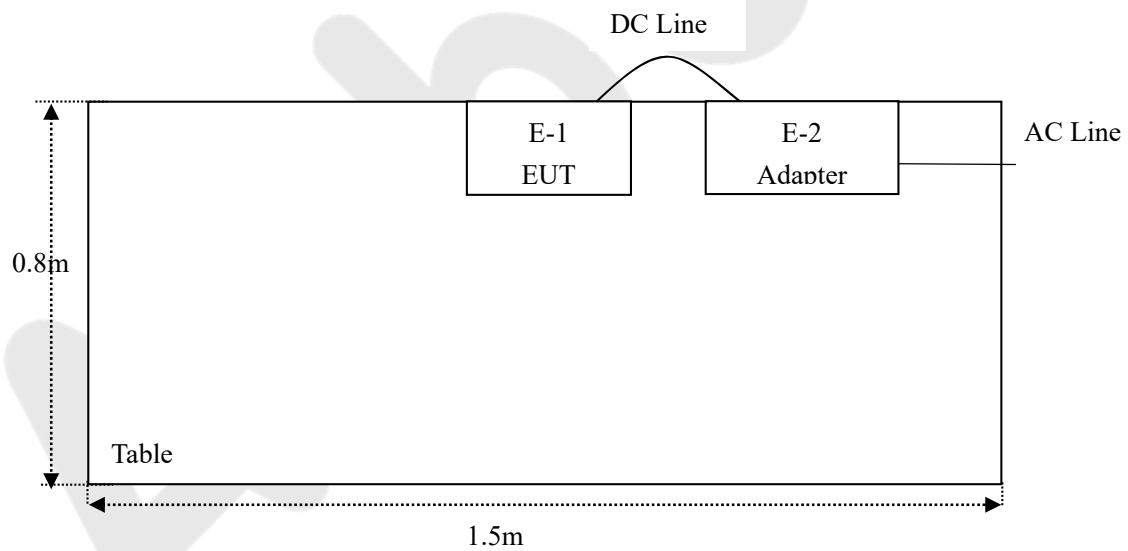 DC Line
E-1
EUT
E-2
Adapter
AC Line
0.8m
Table
1.5m